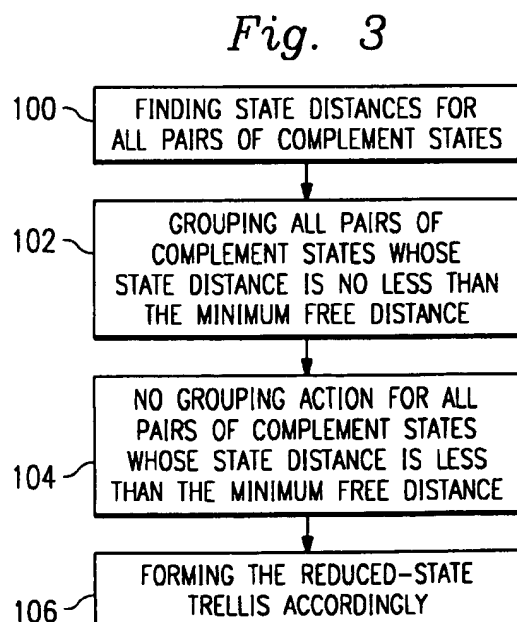 Fig. 3
100
FINDING STATE DISTANCES FOR
ALL PAIRS OF COMPLEMENT STATES
102
GROUPING ALL PAIRS OF
COMPLEMENT STATES WHOSE
STATE DISTANCE IS NO LESS THAN
THE MINIMUM FREE DISTANCE
104
NO GROUPING ACTION FOR ALL
PAIRS OF COMPLEMENT STATES
WHOSE STATE DISTANCE IS LESS
THAN THE MINIMUM FREE DISTANCE
106
FORMING THE REDUCED-STATE
TRELLIS ACCORDINGLY